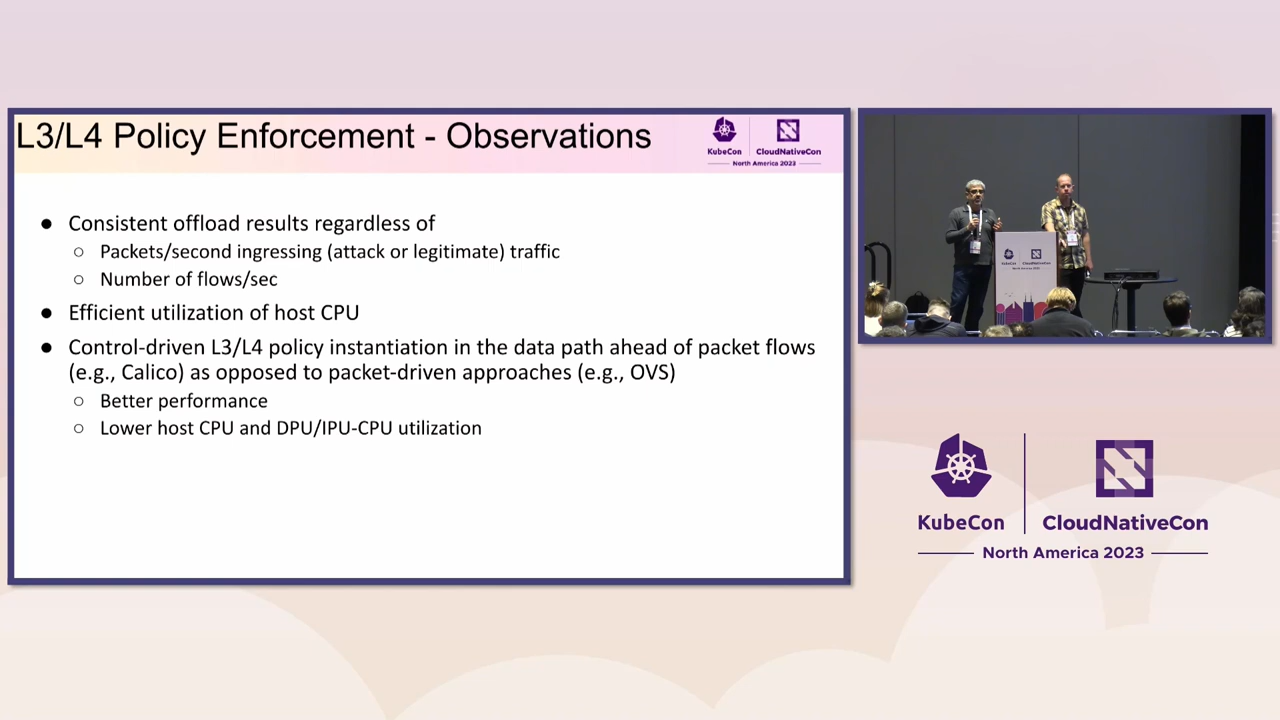 L3/L4 Policy Enforcement - Observations
KubeCon
CloudNativeCon
North America 2023
● Consistent offload results regardless of
○ Packets/second ingressing (attack or legitimate) traffic
○ Number of flows/sec
● Efficient utilization of host CPU
● Control-driven L3/L4 policy instantiation in the data path ahead of packet flows
(e.g., Calico) as opposed to packet-driven approaches (e.g., OVS)
○ Better performance
○ Lower host CPU and DPU/IPU-CPU utilization
KubeCon
CloudNativeCon
North America 2023